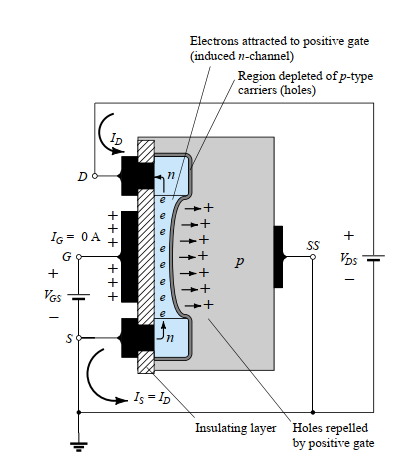 Electrons attracted to positive gate
(induced n-channel)
Region depleted of p-type
carriers (holes)
I_D
D
n
e
+
+
+
I_G = 0 A
G
+
+
+
e
e
e
e
e
e
e
+
+
+
+
+
+
+
p
SS
+
V_DS
−
+
V_GS
−
S
n
I_S = I_D
Insulating layer
Holes repelled
by positive gate